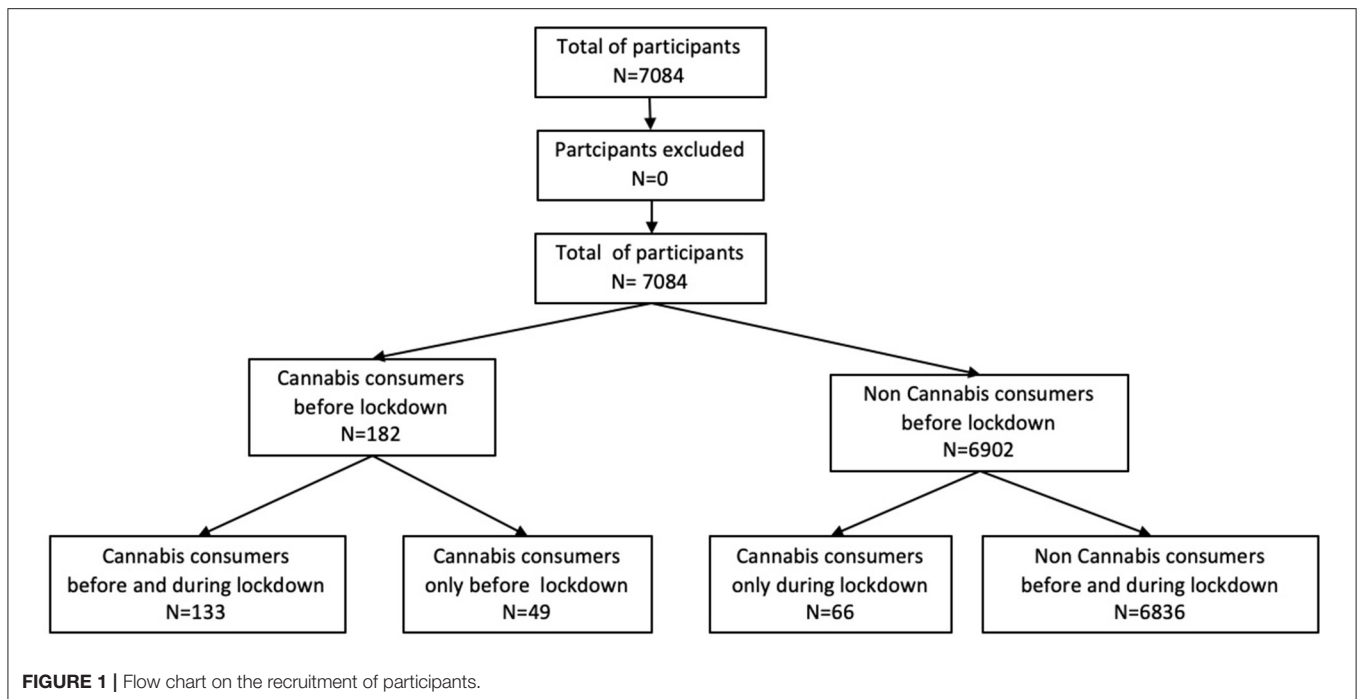 Total of participants
N=7084
Partcipants excluded
N=0
Total of participants
N= 7084
Cannabis consumers
before lockdown
N=182
Non Cannabis consumers
before lockdown
N=6902
Cannabis consumers
before and during lockdown
N=133
Cannabis consumers
only before lockdown
N=49
Cannabis consumers
only during lockdown
N=66
Non Cannabis consumers
before and during lockdown
N=6836
FIGURE 1 | Flow chart on the recruitment of participants.